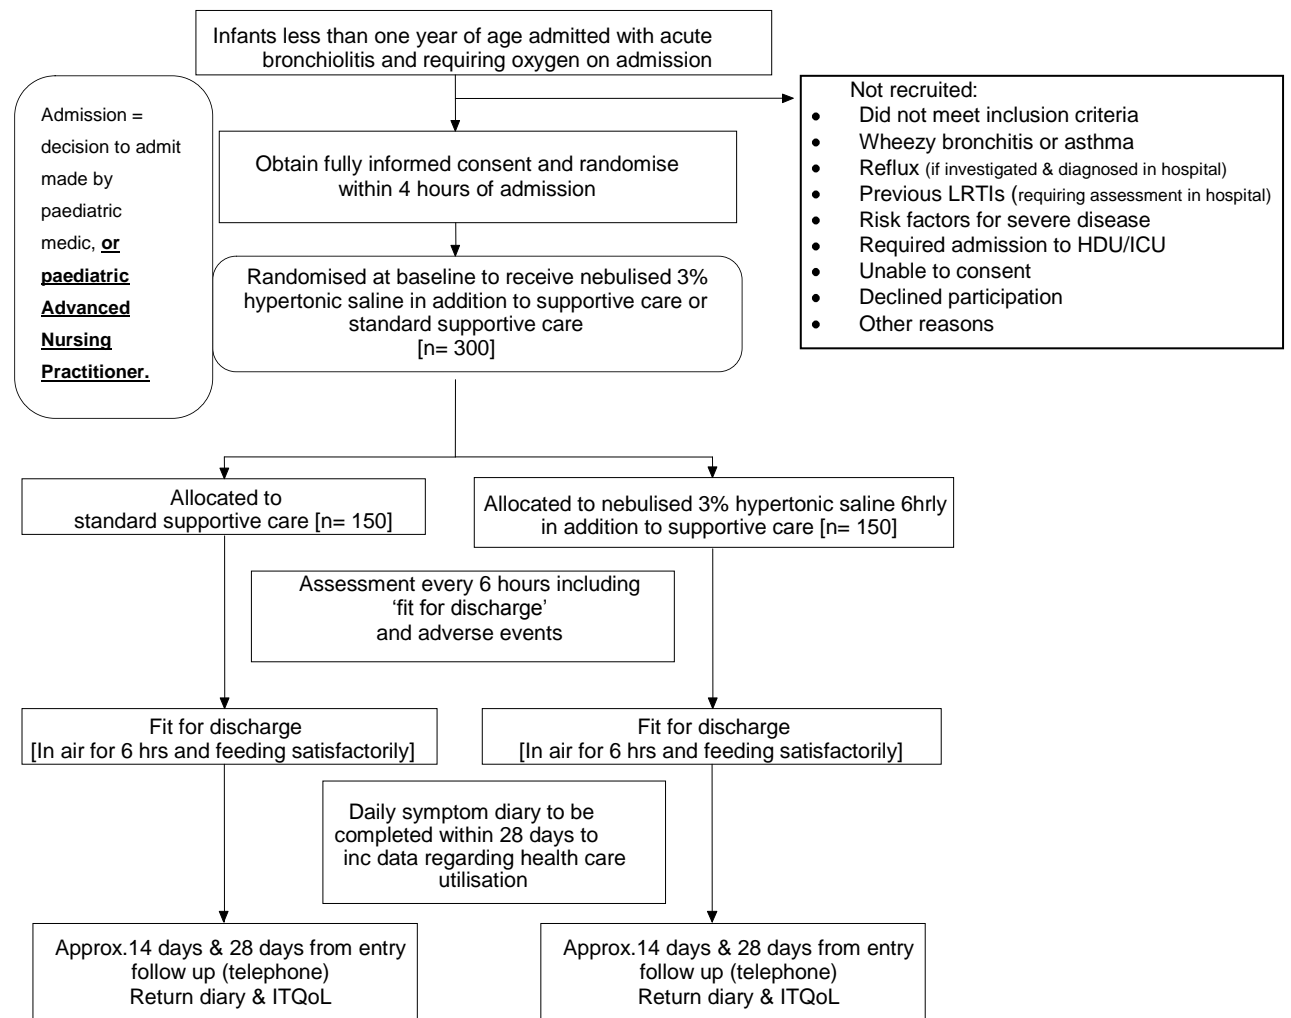 Infants less than one year of age admitted with acute
bronchiolitis and requiring oxygen on admission
Admission =
decision to admit
made by
paediatric
medic, or
paediatric
Advanced
Nursing
Practitioner.
Not recruited:
• Did not meet inclusion criteria
• Wheezy bronchitis or asthma
• Reflux (if investigated & diagnosed in hospital)
• Previous LRTIs (requiring assessment in hospital)
• Risk factors for severe disease
• Required admission to HDU/ICU
• Unable to consent
• Declined participation
• Other reasons
Obtain fully informed consent and randomise
within 4 hours of admission
Randomised at baseline to receive nebulised 3%
hypertonic saline in addition to supportive care or
standard supportive care
[n= 300]
Allocated to
standard supportive care [n= 150]
Allocated to nebulised 3% hypertonic saline 6hrly
in addition to supportive care [n= 150]
Assessment every 6 hours including
‘fit for discharge’
and adverse events
Fit for discharge
[In air for 6 hrs and feeding satisfactorily]
Fit for discharge
[In air for 6 hrs and feeding satisfactorily]
Daily symptom diary to be
completed within 28 days to
inc data regarding health care
utilisation
Approx.14 days & 28 days from entry
follow up (telephone)
Return diary & ITQoL
Approx.14 days & 28 days from entry
follow up (telephone)
Return diary & ITQoL